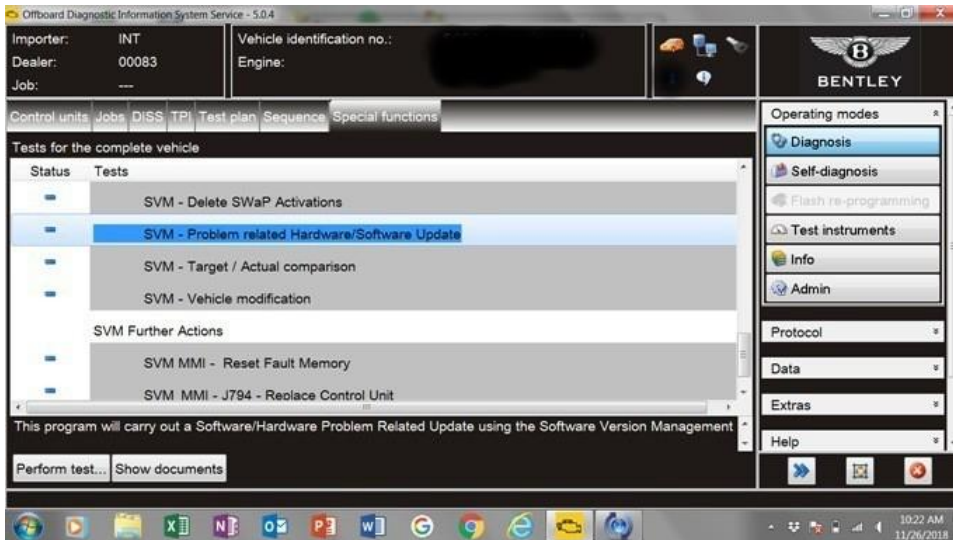 Offboard Diagnostic Information System Service - 5.0.4
Importer: INT
Dealer: 00083
Job: ---
Vehicle identification no.:
Engine:
B
BENTLEY
Control units Jobs DISS TPI Test plan Sequence Special functions
Tests for the complete vehicle
Status Tests
SVM - Delete SWaP Activations
SVM - Problem related Hardware/Software Update
SVM - Target / Actual comparison
SVM - Vehicle modification
SVM Further Actions
SVM MMI - Reset Fault Memory
SVM MMI - J794 - Replace Control Unit
This program will carry out a Software/Hardware Problem Related Update using the Software Version Management
Perform test... Show documents
Operating modes
Diagnosis
Self-diagnosis
Flash re-programming
Test instruments
Info
Admin
Protocol
Data
Extras
Help
10:22 AM
11/26/2018